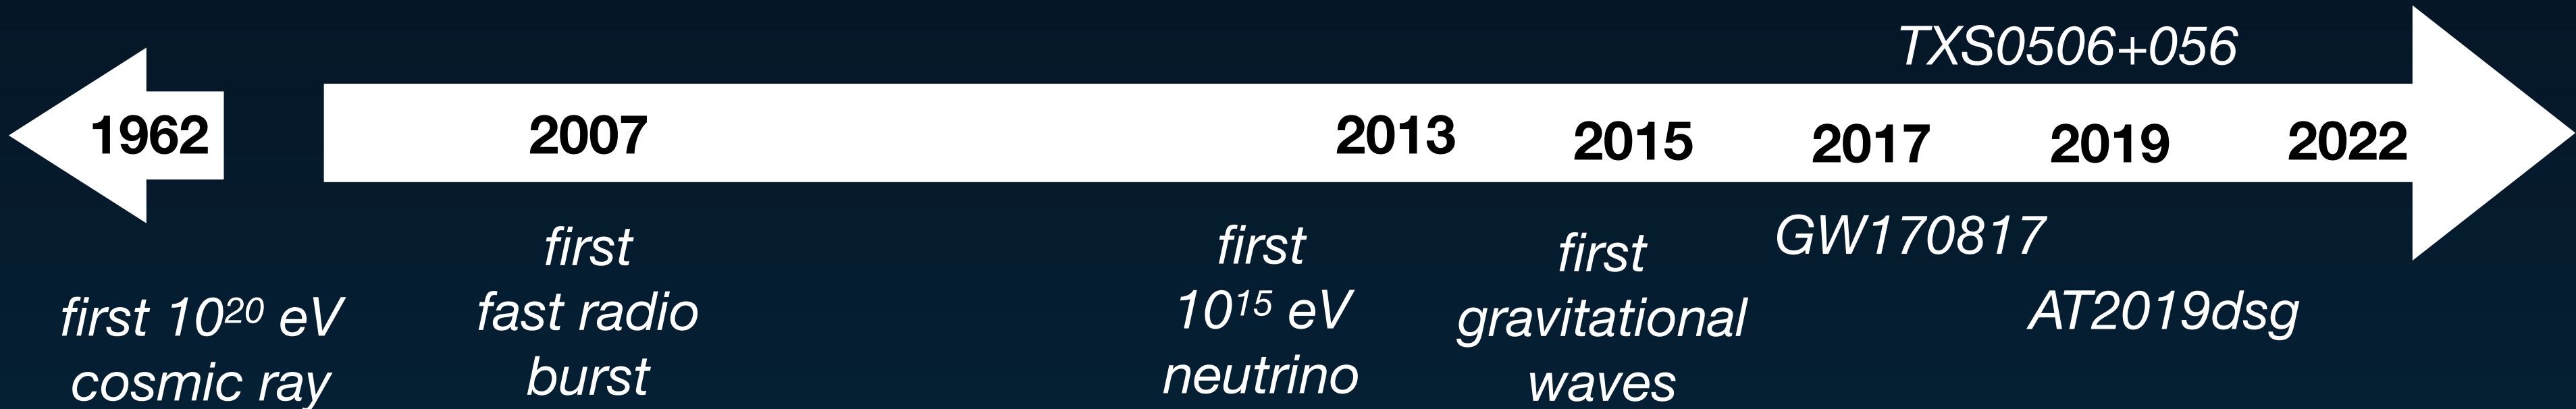 TXS0506+056
1962
2007
2013
2015
2017
2019
2022
first 10²⁰ eV
cosmic ray
first
fast radio
burst
first
10¹⁵ eV
neutrino
first
gravitational
waves
GW170817
AT2019dsg